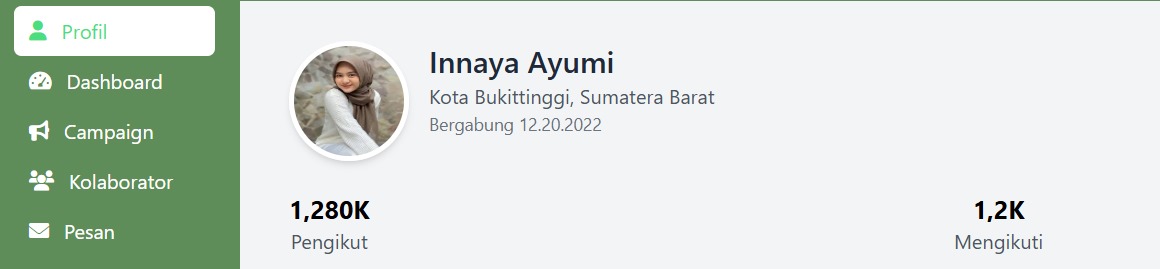 Profil
Dashboard
Campaign
Kolaborator
Pesan
Innaya Ayumi
Kota Bukittinggi, Sumatera Barat
Bergabung 12.20.2022
1,280K
Pengikut
1,2K
Mengikuti